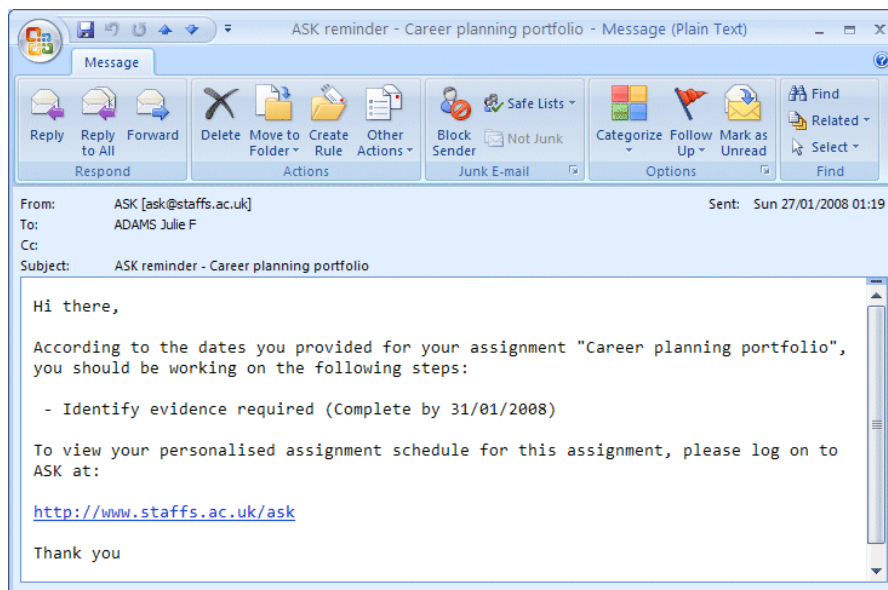 ASK reminder - Career planning portfolio - Message (Plain Text)
Message
Reply
Reply to All
Forward
Respond
Delete
Move to Folder
Create Rule
Other Actions
Actions
Block Sender
Safe Lists
Not Junk
Junk E-mail
Categorize
Follow Up
Mark as Unread
Options
Find
Related
Select
Find
From: ASK [ask@staffs.ac.uk] Sent: Sun 27/01/2008 01:19
To: ADAMS Julie F
Cc:
Subject: ASK reminder - Career planning portfolio
Hi there,
According to the dates you provided for your assignment "Career planning portfolio",
you should be working on the following steps:
- Identify evidence required (Complete by 31/01/2008)
To view your personalised assignment schedule for this assignment, please log on to
ASK at:
http://www.staffs.ac.uk/ask
Thank you